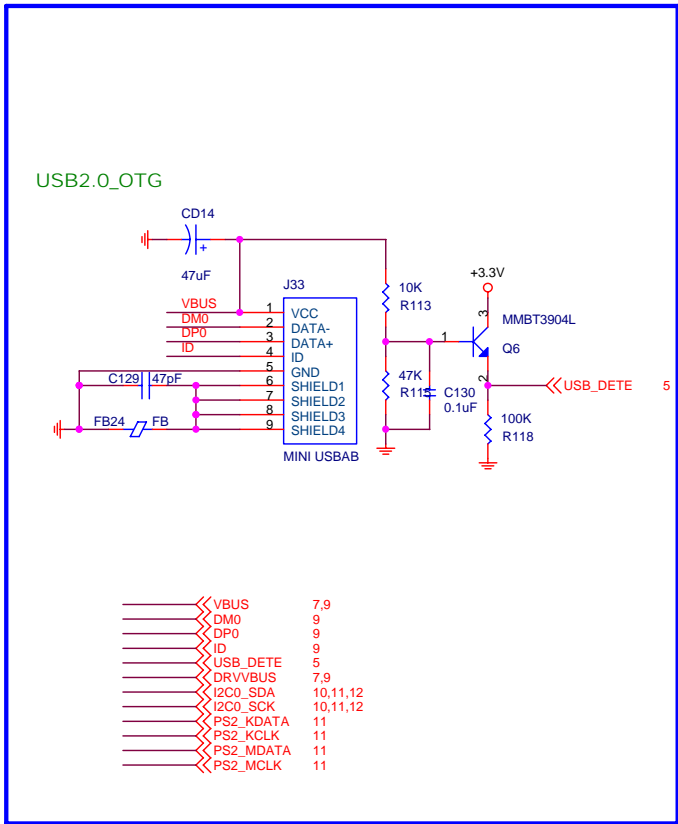 USB2.0_OTG
CD14
+
47uF
+3.3V
J33
10K
R113
3
MMBT3904L
Q6
VBUS 1 VCC
DM0 2 DATA-
DP0 3 DATA+
ID 4 ID
5 GND
C129 47pF 6 SHIELD1
7 SHIELD2
8 SHIELD3
FB24 FB 9 SHIELD4
MINI USBAB
1
2
47K
R115
C130
0.1uF
USB_DETE 5
100K
R118
VBUS 7,9
DM0 9
DP0 9
ID 9
USB_DETE 5
DRVVBUS 7,9
I2C0_SDA 10,11,12
I2C0_SCK 10,11,12
PS2_KDATA 11
PS2_KCLK 11
PS2_MDATA 11
PS2_MCLK 11